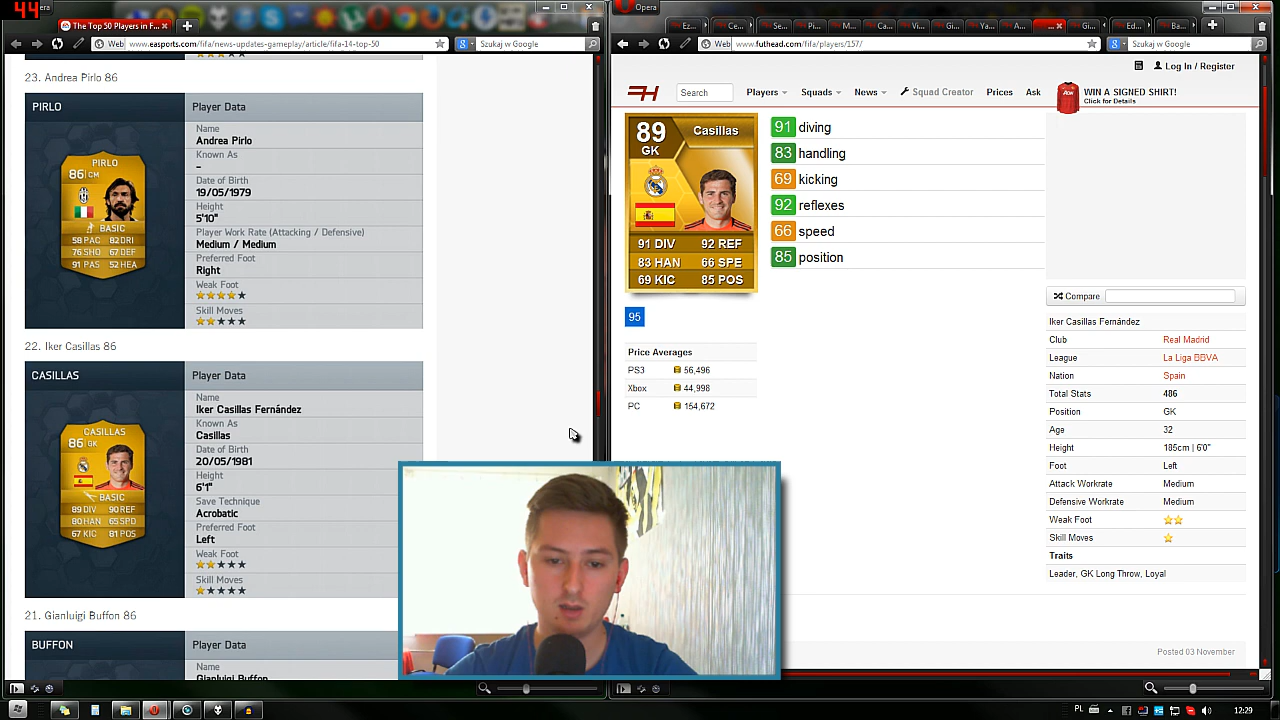 44
era
The Top 50 Players in F...
Web www.easports.com/fifa/news-updates-gameplay/article/fifa-14-top-50
Szukaj w Google
23. Andrea Pirlo 86
PIRLO
Player Data
Name
Andrea Pirlo
Known As
–
Date of Birth
19/05/1979
Height
5'10"
Player Work Rate (Attacking / Defensive)
Medium / Medium
Preferred Foot
Right
Weak Foot
Skill Moves
PIRLO
86 CM
BASIC
58 PAC 82 DRI
76 SHO 67 DEF
91 PAS 52 HEA
22. Iker Casillas 86
CASILLAS
Player Data
Name
Iker Casillas Fernández
Known As
Casillas
Date of Birth
20/05/1981
Height
6'1"
Save Technique
Acrobatic
Preferred Foot
Left
Weak Foot
Skill Moves
CASILLAS
86 GK
BASIC
89 DIV 90 REF
80 HAN 65 SPD
67 KIC 81 POS
21. Gianluigi Buffon 86
BUFFON
Player Data
Name
Gianluigi Buffon
Opera
Web www.futhead.com/fifa/players/157/
Szukaj w Google
Log In / Register
FH
Search
Players
Squads
News
Squad Creator
Prices
Ask
WIN A SIGNED SHIRT!
Click for Details
89
GK
Casillas
91 DIV 92 REF
83 HAN 66 SPE
69 KIC 85 POS
91 diving
83 handling
69 kicking
92 reflexes
66 speed
85 position
95
Price Averages
PS3 56,496
Xbox 44,998
PC 154,672
Compare
Iker Casillas Fernández
Club Real Madrid
League La Liga BBVA
Nation Spain
Total Stats 486
Position GK
Age 32
Height 185cm | 6'0"
Foot Left
Attack Workrate Medium
Defensive Workrate Medium
Weak Foot
Skill Moves
Traits
Leader, GK Long Throw, Loyal
Posted 03 November
PL
12:29